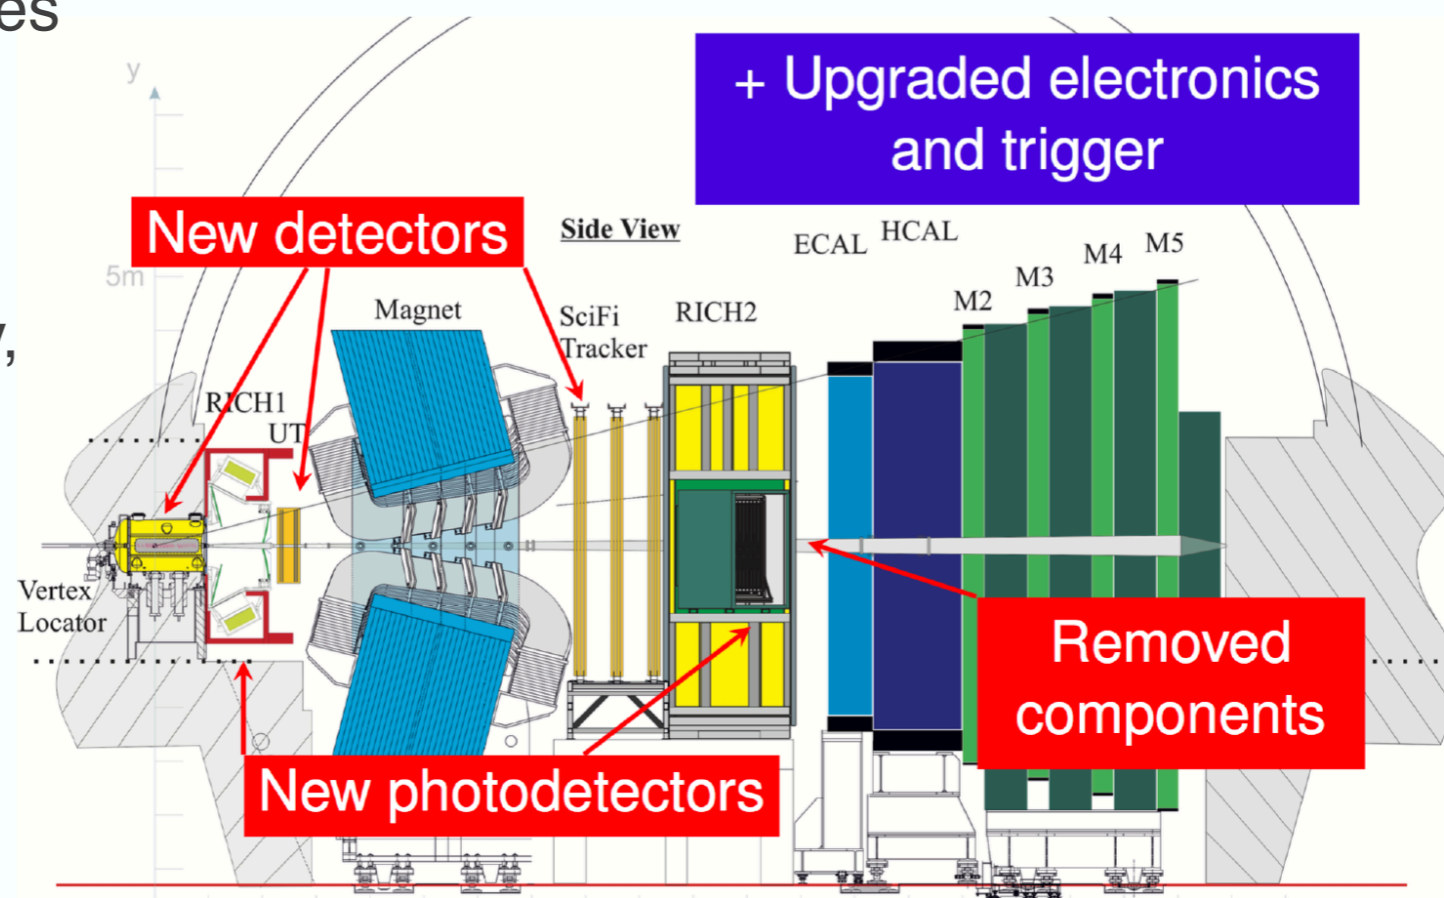 es
y
+ Upgraded electronics
and trigger
New detectors
Side View
ECAL
HCAL
M5
M4
M3
M2
5m
Magnet
SciFi
Tracker
RICH2
RICH1
UT
Vertex
Locator
Removed
components
New photodetectors